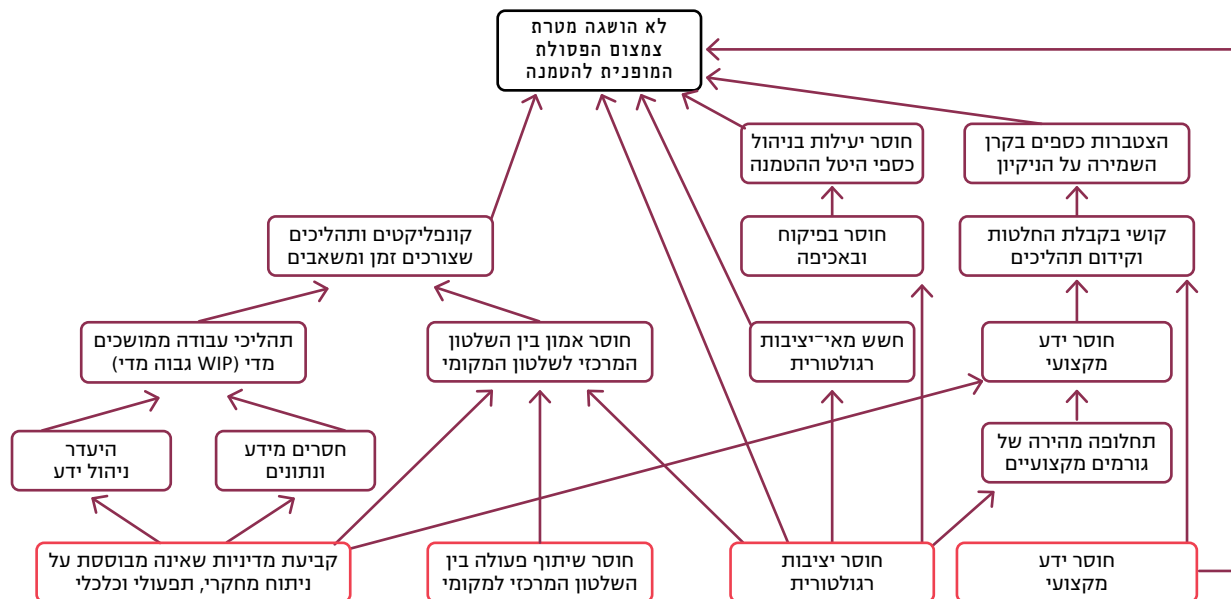 לא הושגה מטרת
צמצום הפסולת
המופנית להטמנה
חוסר יעילות בניהול
כספי היטל ההטמנה
הצטברות כספים בקרן
השמירה על הניקיון
קונפליקטים ותהליכים
שצורכים זמן ומשאבים
חוסר בפיקוח
ובאכיפה
קושי בקבלת החלטות
וקידום תהליכים
תהליכי עבודה ממושכים
מדי (WIP גבוה מדי)
חוסר אמון בין השלטון
המרכזי לשלטון המקומי
חשש מאי־יציבות
רגולטורית
חוסר ידע
מקצועי
היעדר
ניהול ידע
חסרים מידע
ונתונים
תחלופה מהירה של
גורמים מקצועיים
קביעת מדיניות שאינה מבוססת על
ניתוח מחקרי, תפעולי וכלכלי
חוסר שיתוף פעולה בין
השלטון המרכזי למקומי
חוסר יציבות
רגולטורית
חוסר ידע
מקצועי